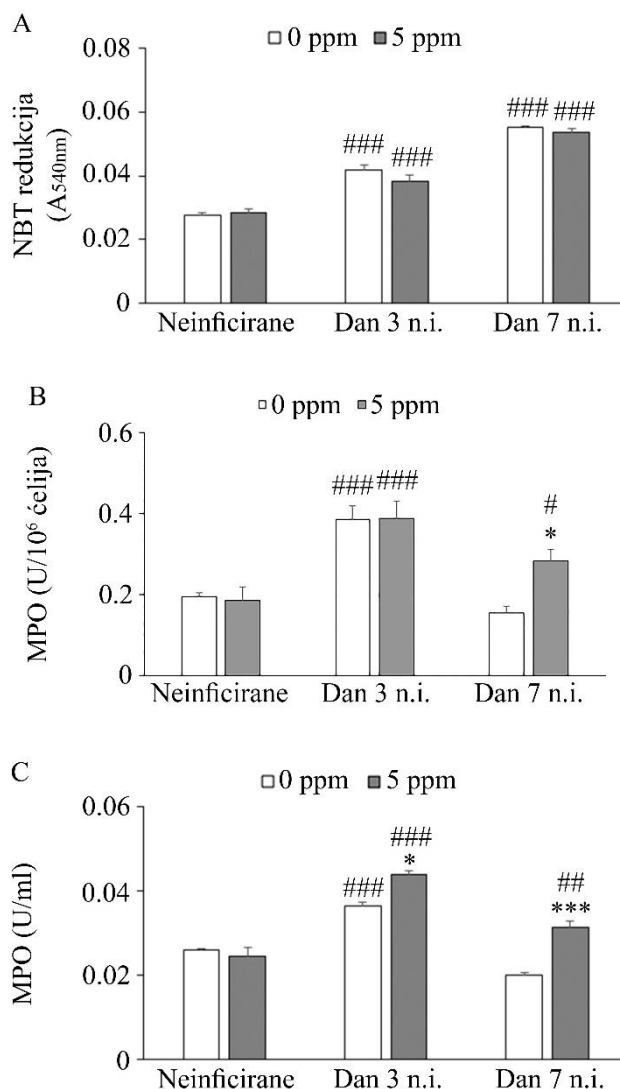 A
0 ppm 5 ppm
0.08
0.06
0.04
0.02
0
NBT redukcija
(A540nm)
### ###
### ###
Neinficirane Dan 3 n.i. Dan 7 n.i.
B
0 ppm 5 ppm
0.6
0.4
0.2
0
MPO (U/10⁶ ćelija)
### ###
#
*
Neinficirane Dan 3 n.i. Dan 7 n.i.
C
0 ppm 5 ppm
0.06
0.04
0.02
0
MPO (U/ml)
###
###
*
##
***
Neinficirane Dan 3 n.i. Dan 7 n.i.